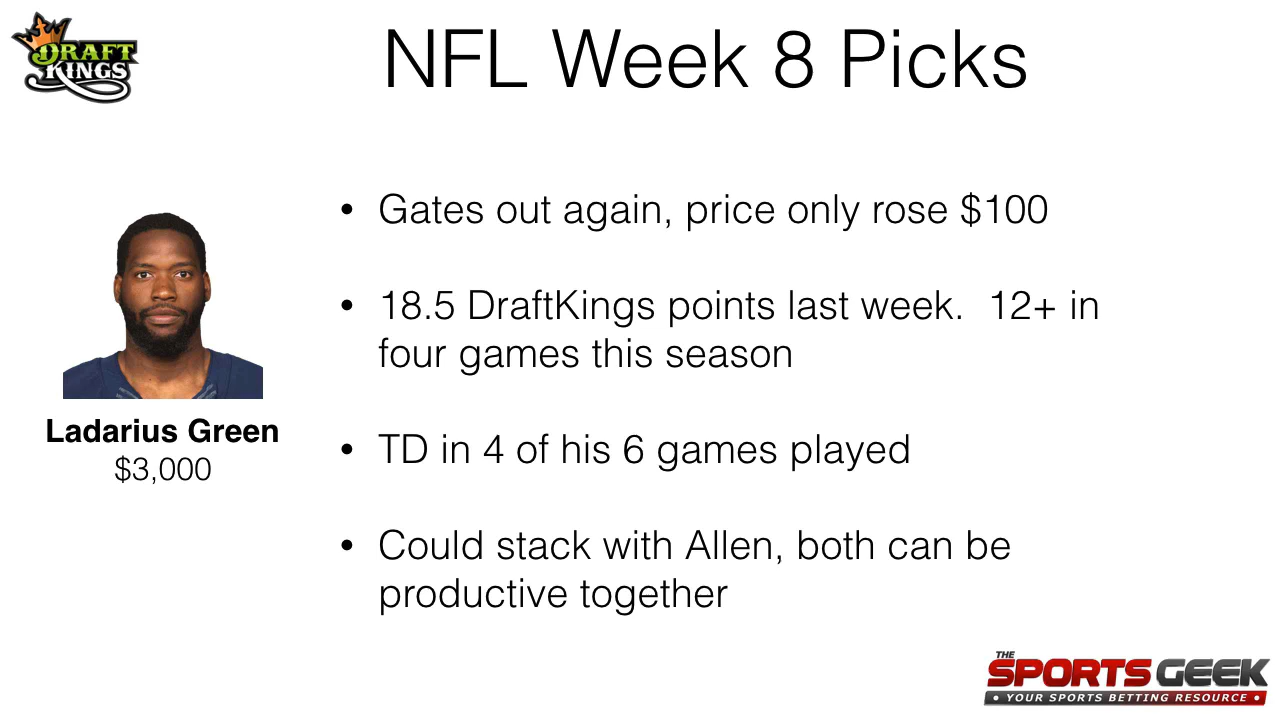 DRAFT
KINGS
NFL Week 8 Picks
• Gates out again, price only rose $100
• 18.5 DraftKings points last week.  12+ in
four games this season
Ladarius Green
$3,000
• TD in 4 of his 6 games played
• Could stack with Allen, both can be
productive together
THE
SPORTS GEEK
• YOUR SPORTS BETTING RESOURCE •